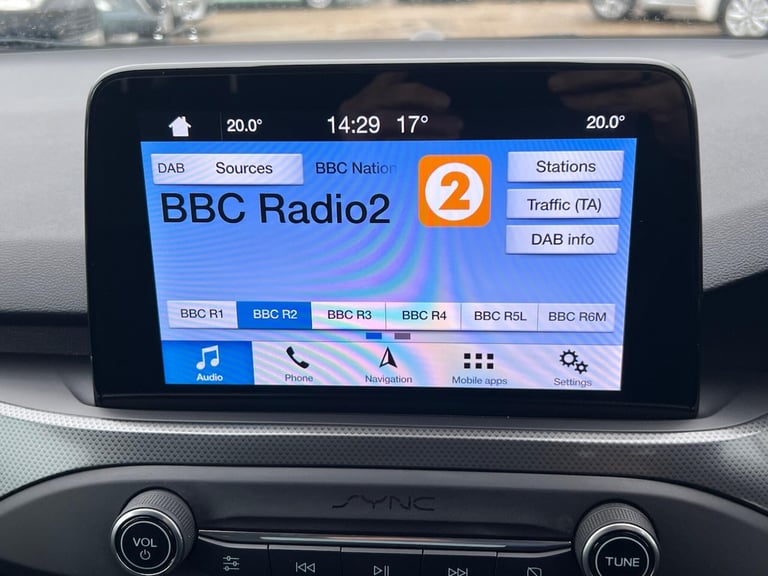 20.0° 14:29 17° 20.0°
DAB Sources BBC Nation Stations
BBC Radio2 2 Traffic (TA)
DAB info
BBC R1 BBC R2 BBC R3 BBC R4 BBC R5L BBC R6M
Audio Phone Navigation Mobile apps Settings
SYNC
VOL TUNE